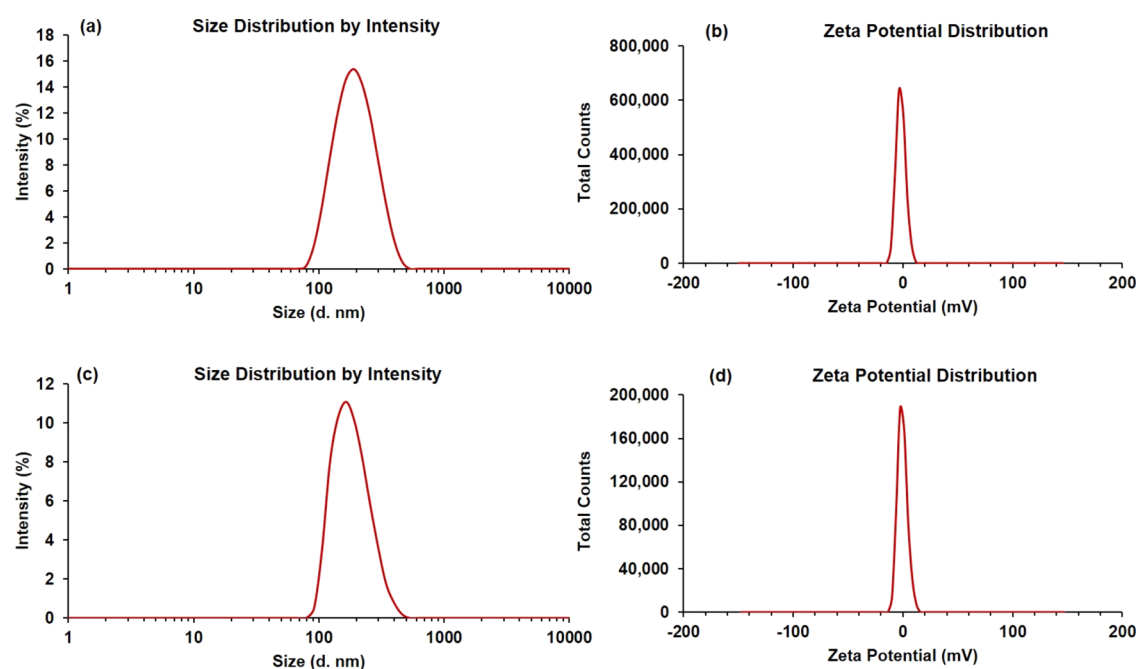 (a)
Size Distribution by Intensity
18
16
14
12
10
8
6
4
2
0
Intensity (%)
1 10 100 1000 10000
Size (d. nm)
(b)
Zeta Potential Distribution
800,000
600,000
400,000
200,000
0
Total Counts
-200 -100 0 100 200
Zeta Potential (mV)
(c)
Size Distribution by Intensity
12
10
8
6
4
2
0
Intensity (%)
1 10 100 1000 10000
Size (d. nm)
(d)
Zeta Potential Distribution
200,000
160,000
120,000
80,000
40,000
0
Total Counts
-200 -100 0 100 200
Zeta Potential (mV)